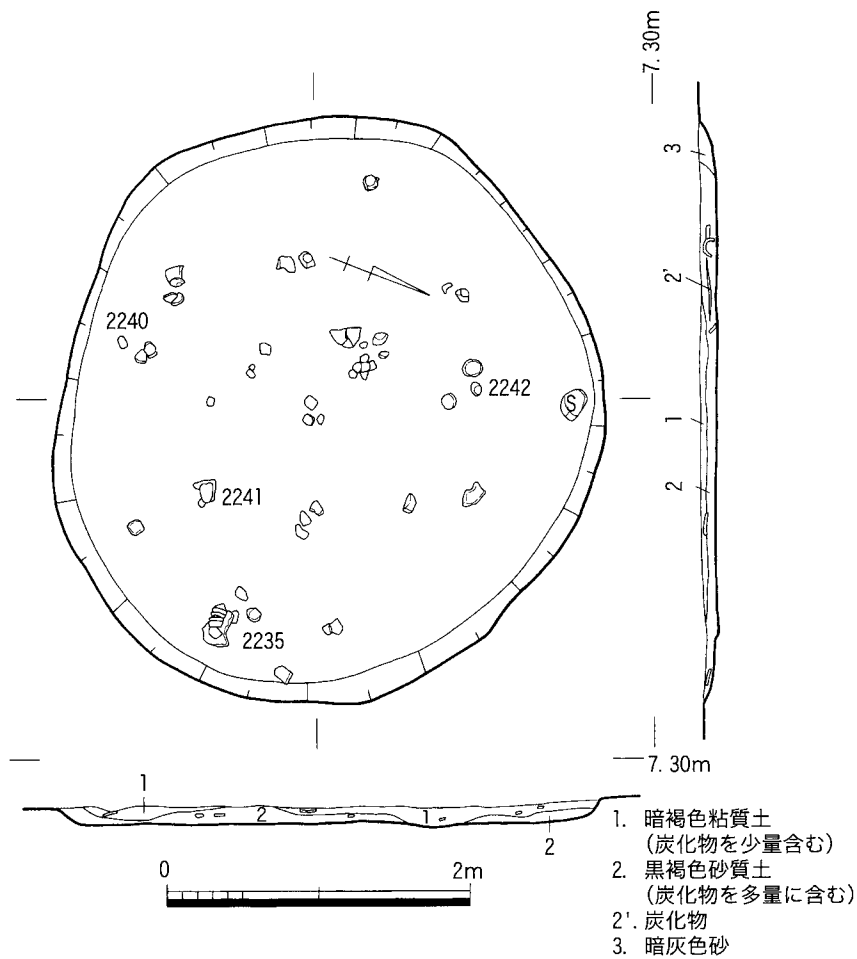 7.30m
3
2'
1
2
2240
2242
S
2241
2235
7.30m
1
2
1
2
0
2m
1. 暗褐色粘質土
(炭化物を少量含む)
2. 黒褐色砂質土
(炭化物を多量に含む)
2'. 炭化物
3. 暗灰色砂